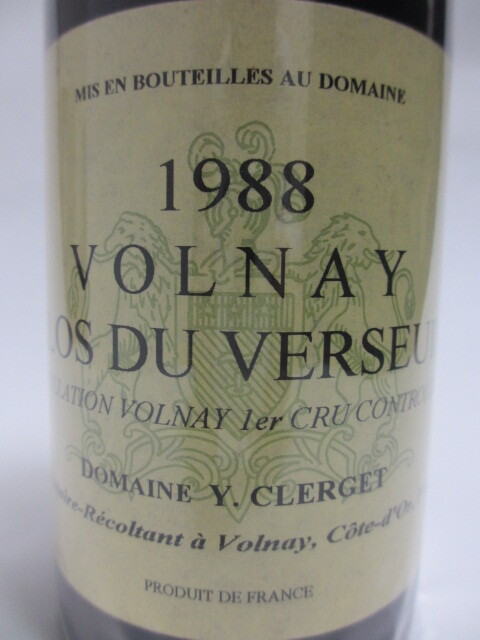 MIS EN BOUTEILLES AU DOMAINE
1988
VOLNAY
LOS DU VERSEU
LATION VOLNAY 1er CRU CONTRO
DOMAINE Y. CLERGET
aire-Récoltant à Volnay, Côte-d'Or,
PRODUIT DE FRANCE